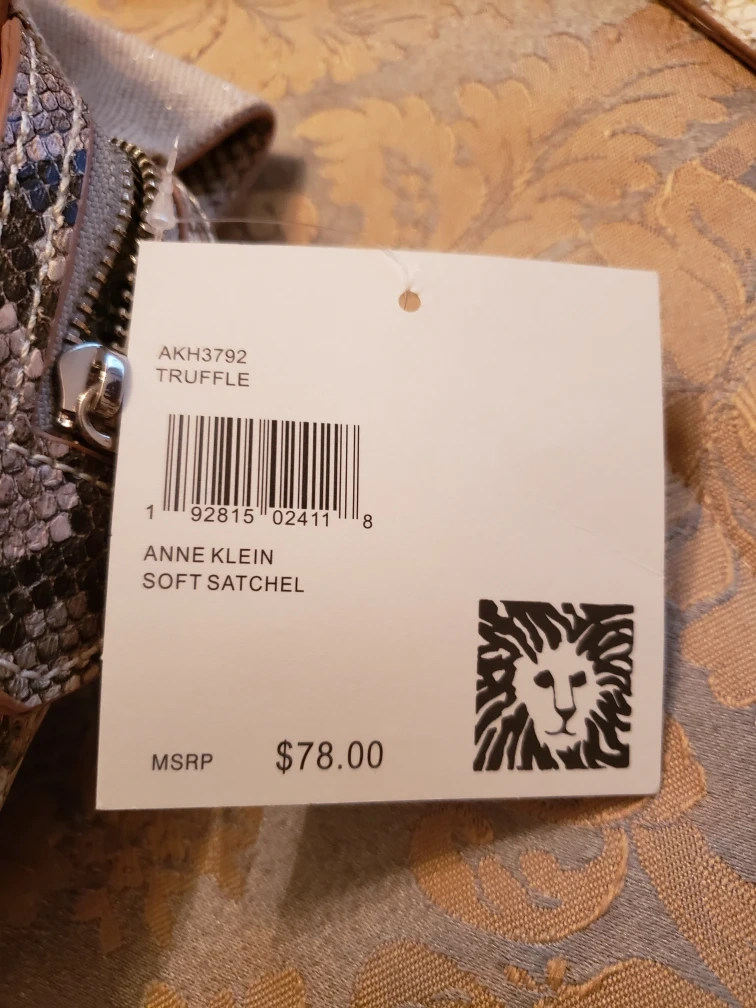 AKH3792
TRUFFLE
1 92815 02411 8
ANNE KLEIN
SOFT SATCHEL
MSRP $78.00